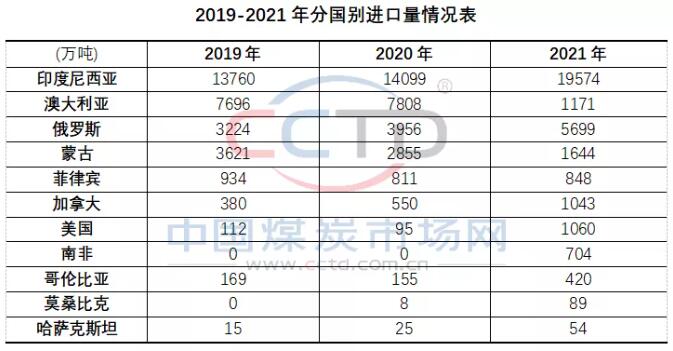 2019-2021 年分国别进口量情况表
(万吨) 2019 年 2020 年 2021 年
印度尼西亚 13760 14099 19574
澳大利亚 7696 7808 1171
俄罗斯 3224 3956 5699
蒙古 3621 2855 1644
菲律宾 934 811 848
加拿大 380 550 1043
美国 112 95 1060
南非 0 0 704
哥伦比亚 169 155 420
莫桑比克 0 8 89
哈萨克斯坦 15 25 54
CCTD ®
中国煤炭市场网
www.cctd.com.cn